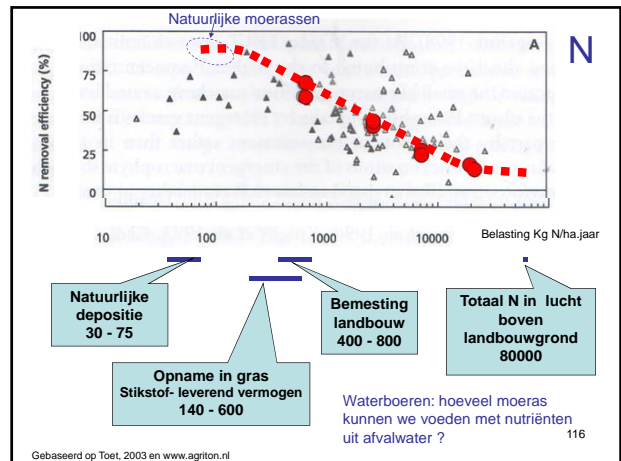 Natuurlijke moerassen
N
A
N removal efficiency (%)
100
75
50
25
0
10
100
1000
10000
Belasting Kg N/ha.jaar
Natuurlijke
depositie
30 - 75
Opname in gras
Stikstof- leverend vermogen
140 - 600
Bemesting
landbouw
400 - 800
Totaal N in lucht
boven
landbouwgrond
80000
Waterboeren: hoeveel moeras
kunnen we voeden met nutriënten
uit afvalwater ?
116
Gebaseerd op Toet, 2003 en www.agriton.nl